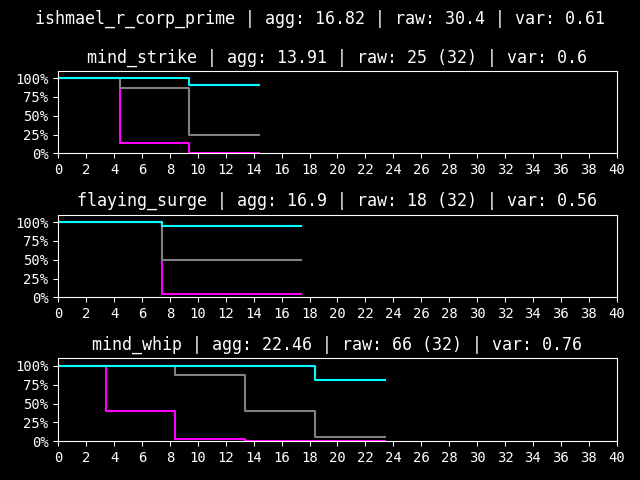 ishmael_r_corp_prime | agg: 16.82 | raw: 30.4 | var: 0.61
mind_strike | agg: 13.91 | raw: 25 (32) | var: 0.6
100%
75%
50%
25%
0%
0 2 4 6 8 10 12 14 16 18 20 22 24 26 28 30 32 34 36 38 40
flaying_surge | agg: 16.9 | raw: 18 (32) | var: 0.56
100%
75%
50%
25%
0%
0 2 4 6 8 10 12 14 16 18 20 22 24 26 28 30 32 34 36 38 40
mind_whip | agg: 22.46 | raw: 66 (32) | var: 0.76
100%
75%
50%
25%
0%
0 2 4 6 8 10 12 14 16 18 20 22 24 26 28 30 32 34 36 38 40